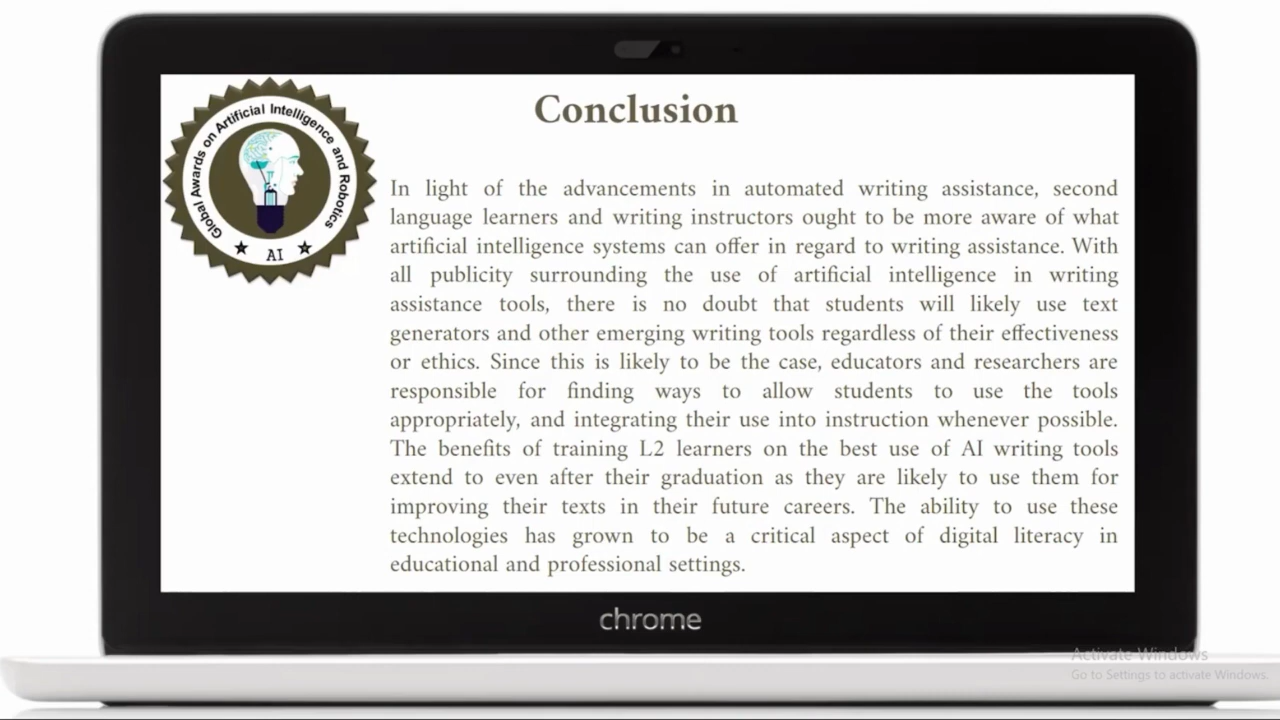 Conclusion
Global Awards on Artificial Intelligence and Robotics
AI
In light of the advancements in automated writing assistance, second
language learners and writing instructors ought to be more aware of what
artificial intelligence systems can offer in regard to writing assistance. With
all publicity surrounding the use of artificial intelligence in writing
assistance tools, there is no doubt that students will likely use text
generators and other emerging writing tools regardless of their effectiveness
or ethics. Since this is likely to be the case, educators and researchers are
responsible for finding ways to allow students to use the tools
appropriately, and integrating their use into instruction whenever possible.
The benefits of training L2 learners on the best use of AI writing tools
extend to even after their graduation as they are likely to use them for
improving their texts in their future careers. The ability to use these
technologies has grown to be a critical aspect of digital literacy in
educational and professional settings.
chrome
Activate Windows
Go to Settings to activate Windows.